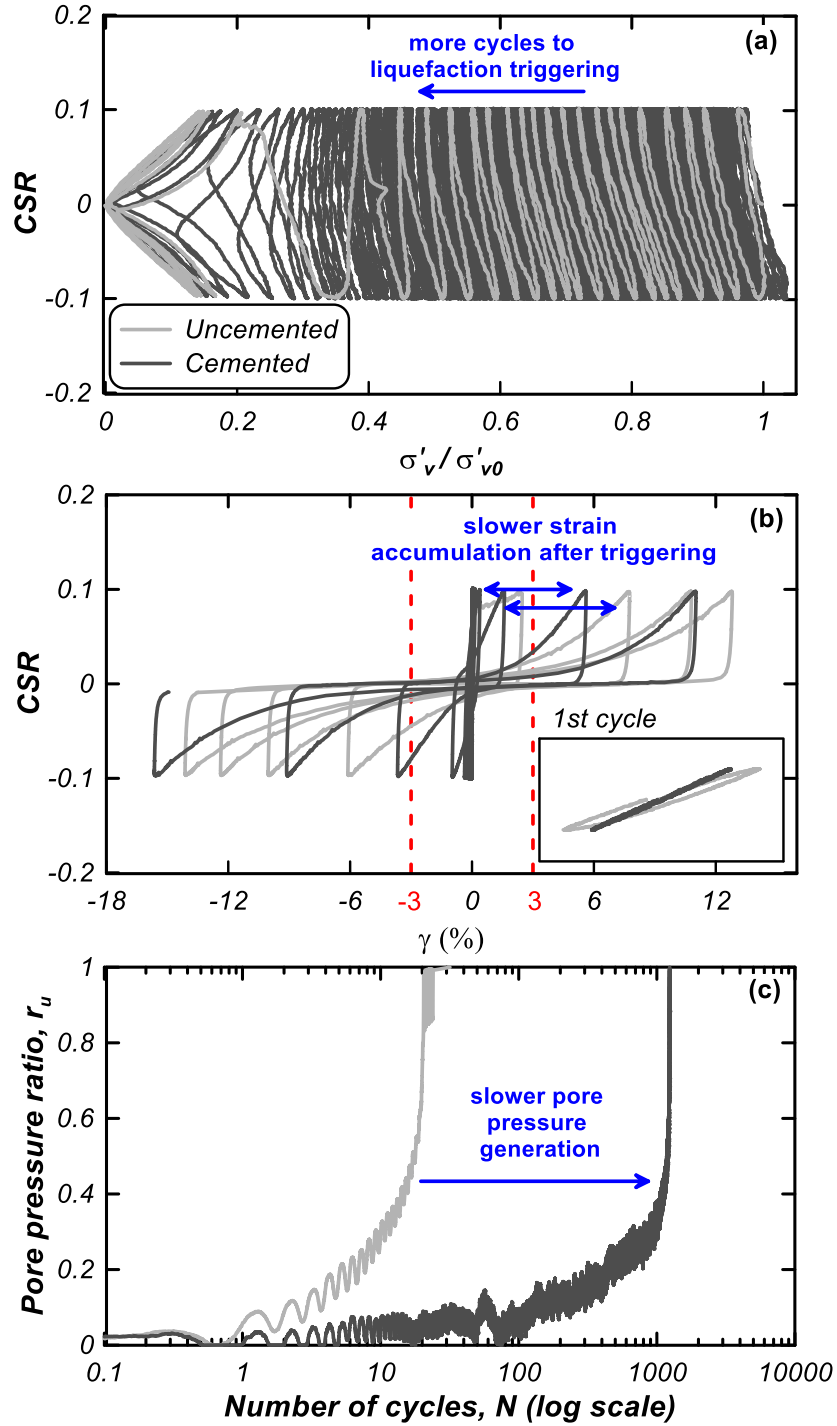 (a)
more cycles to
liquefaction triggering
0.2
0.1
0
-0.1
-0.2
CSR
Uncemented
Cemented
0 0.2 0.4 0.6 0.8 1
σ'v / σ'v0
(b)
slower strain
accumulation after triggering
0.2
0.1
0
-0.1
-0.2
CSR
1st cycle
-18 -12 -6 -3 0 3 6 12
γ (%)
(c)
slower pore
pressure
generation
1
0.8
0.6
0.4
0.2
0
Pore pressure ratio, ru
0.1 1 10 100 1000 10000
Number of cycles, N (log scale)